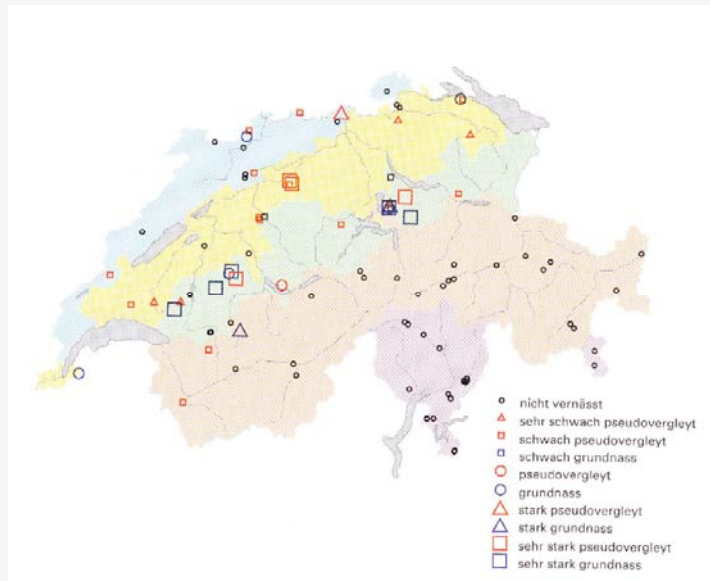 nicht vernässt
sehr schwach pseudovergleyt
schwach pseudovergleyt
schwach grundnass
pseudovergleyt
grundnass
stark pseudovergleyt
stark grundnass
sehr stark pseudovergleyt
sehr stark grundnass